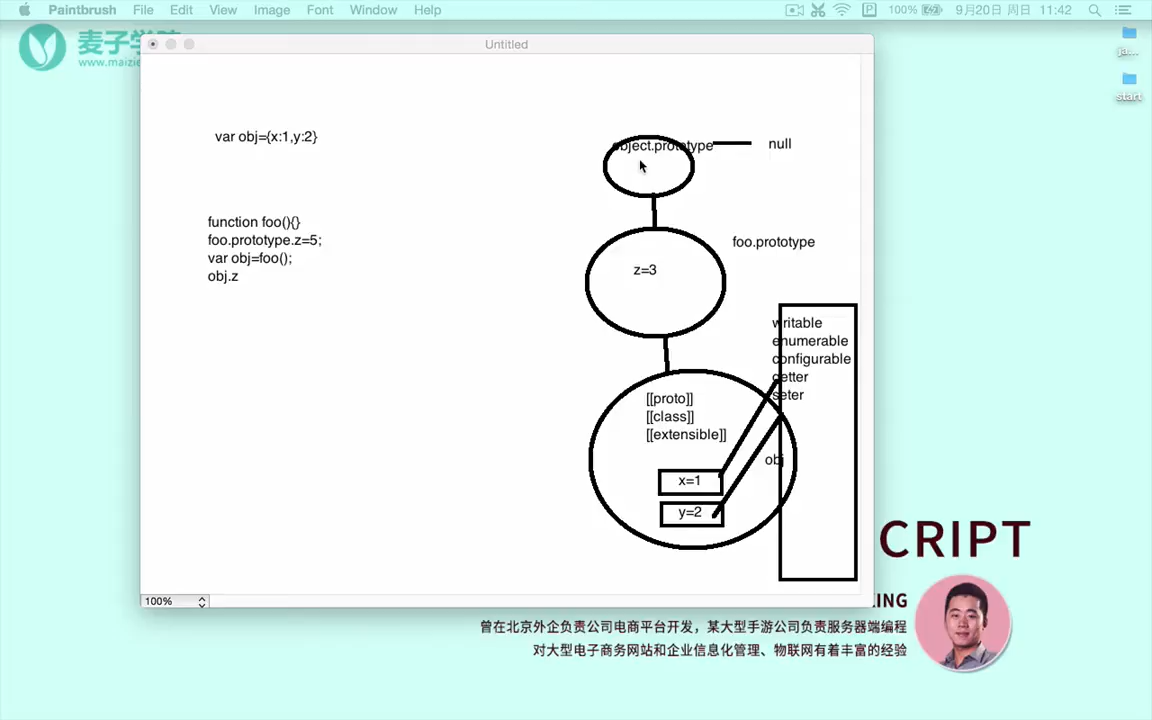 Paintbrush File Edit View Image Font Window Help
100% 9月20日 周日 11:42
麦子学
Untitled
ja...
start
var obj={x:1,y:2}
object.prototype
null
function foo(){}
foo.prototype.z=5;
var obj=foo();
obj.z
foo.prototype
z=3
writable
enumerable
configurable
getter
seter
[[proto]]
[[class]]
[[extensible]]
obj
x=1
y=2
CRIPT
100%
曾在北京外企负责公司电商平台开发，某大型手游公司负责服务器端编程
对大型电子商务网站和企业信息化管理、物联网有着丰富的经验